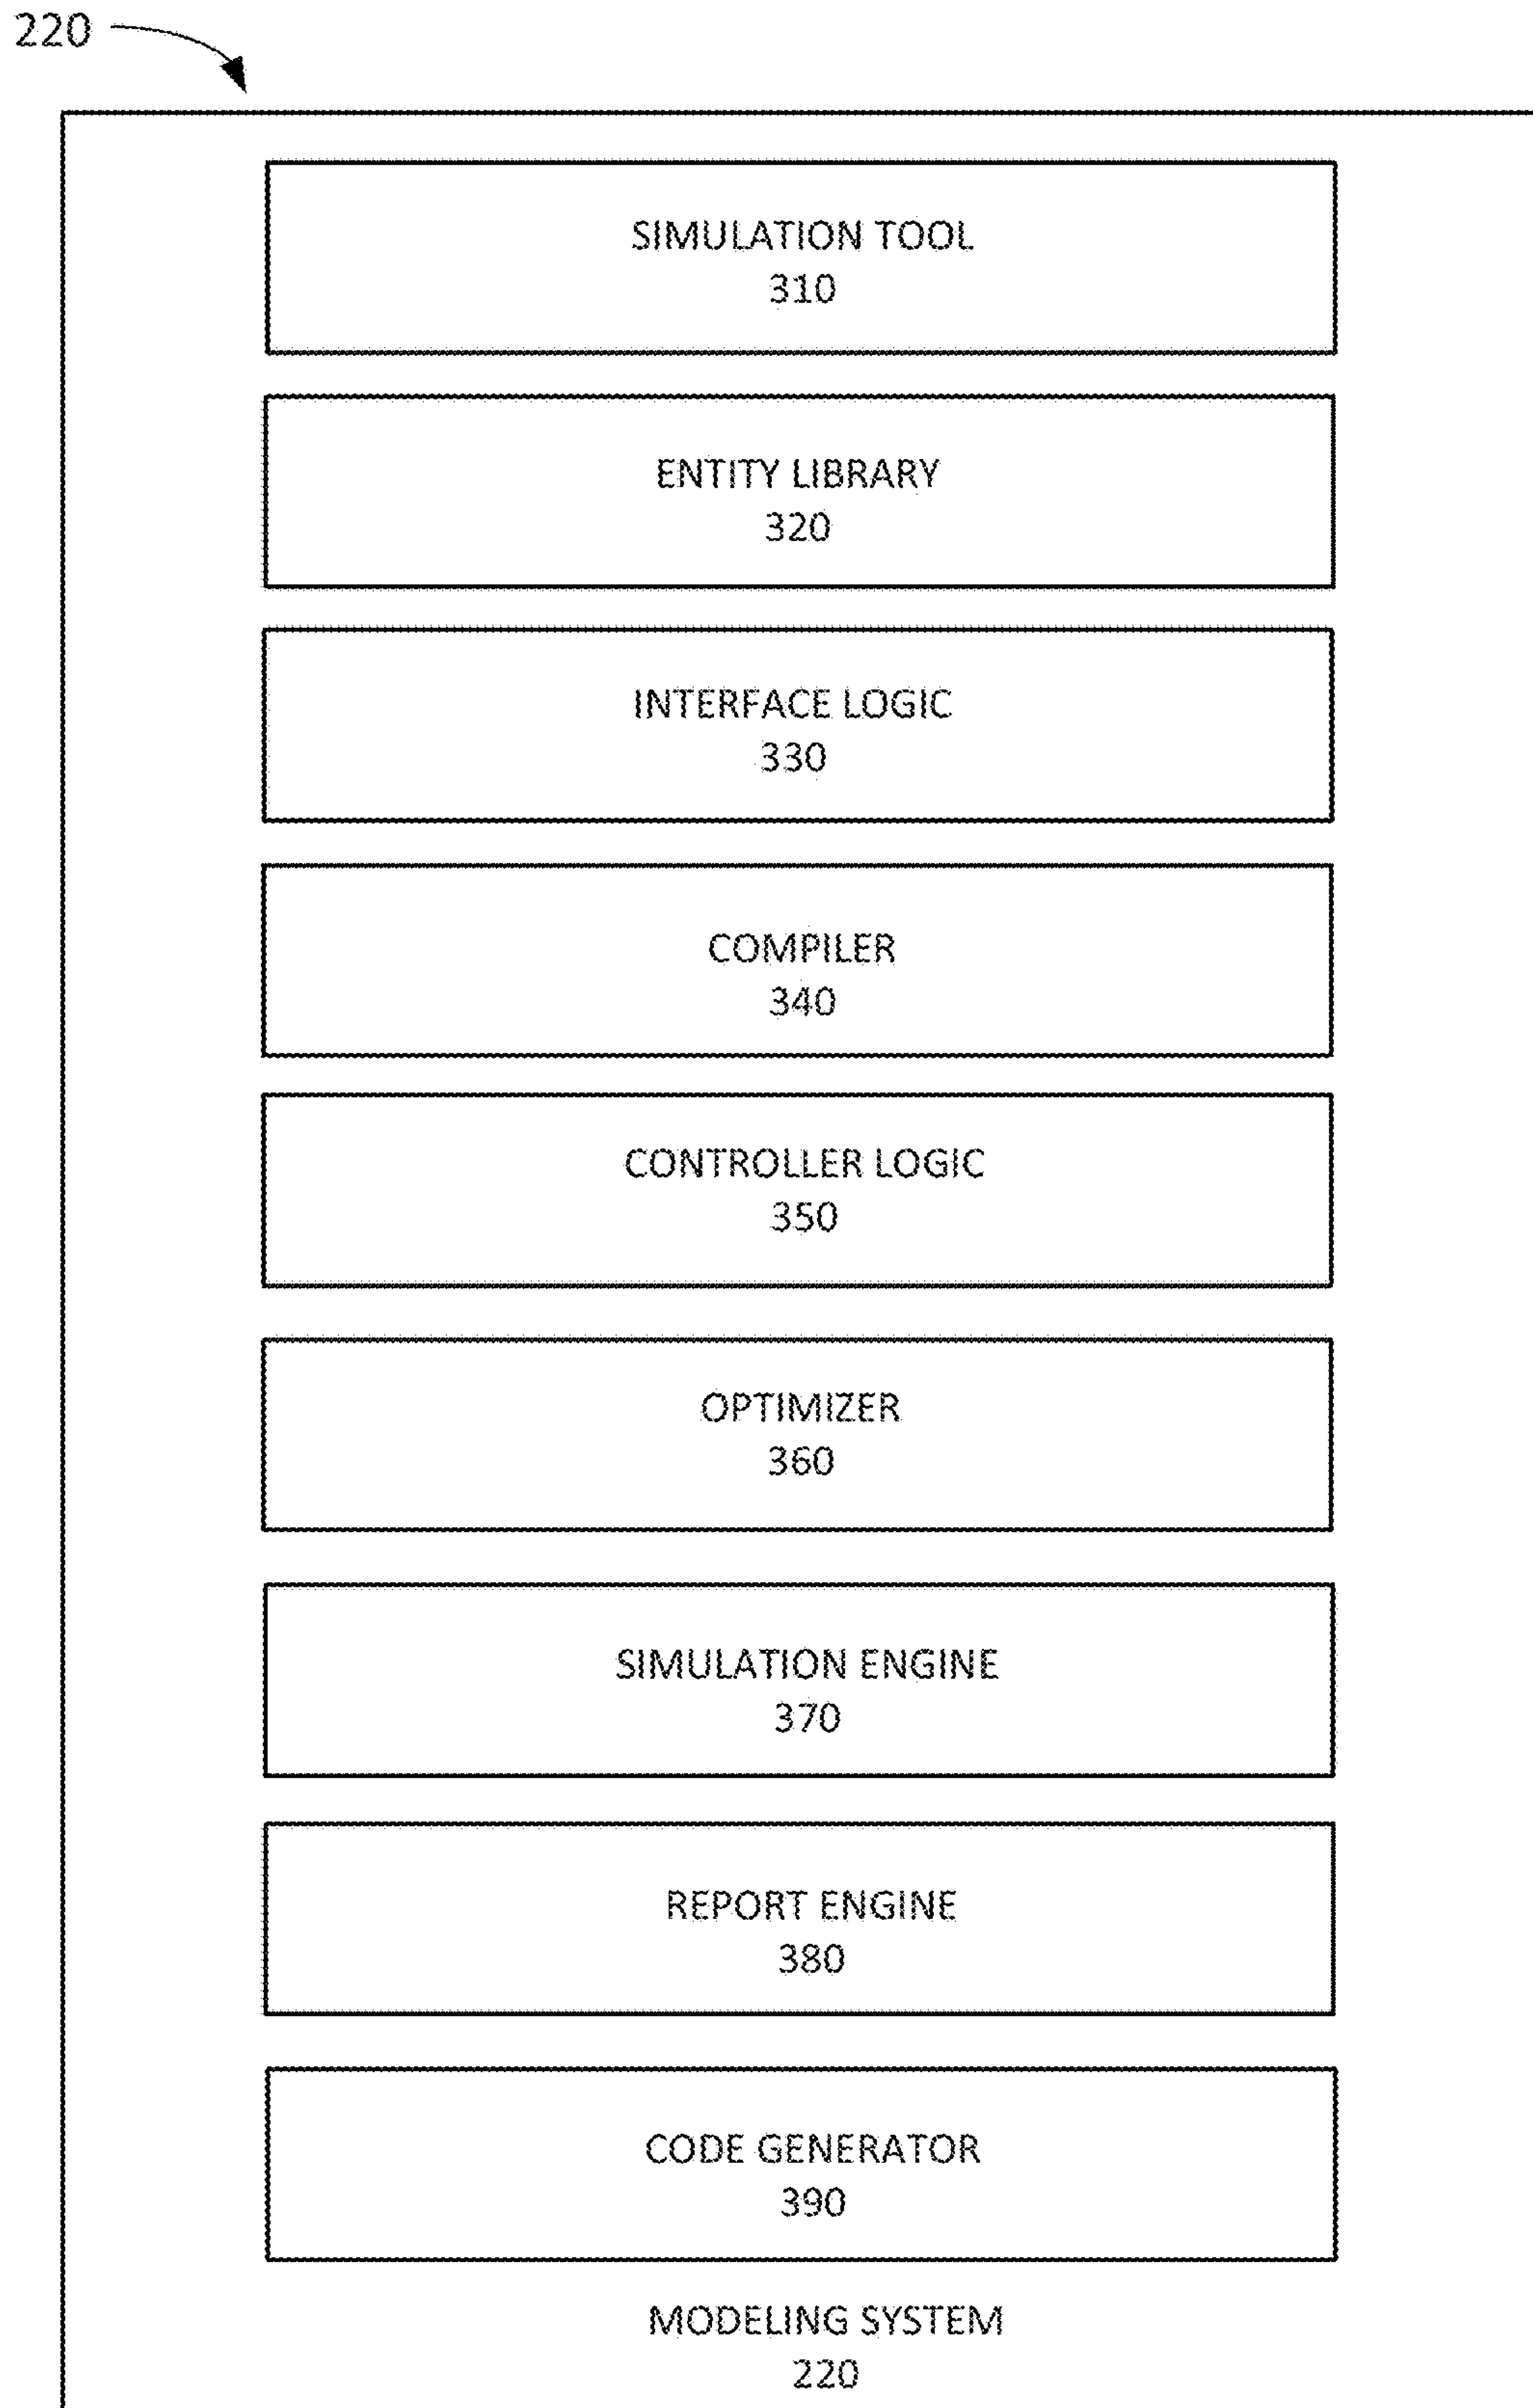 220
SIMULATION TOOL
310
ENTITY LIBRARY
320
INTERFACE LOGIC
330
COMPILER
340
CONTROLLER LOGIC
350
OPTIMIZER
360
SIMULATION ENGINE
370
REPORT ENGINE
380
CODE GENERATOR
390
MODELING SYSTEM
220